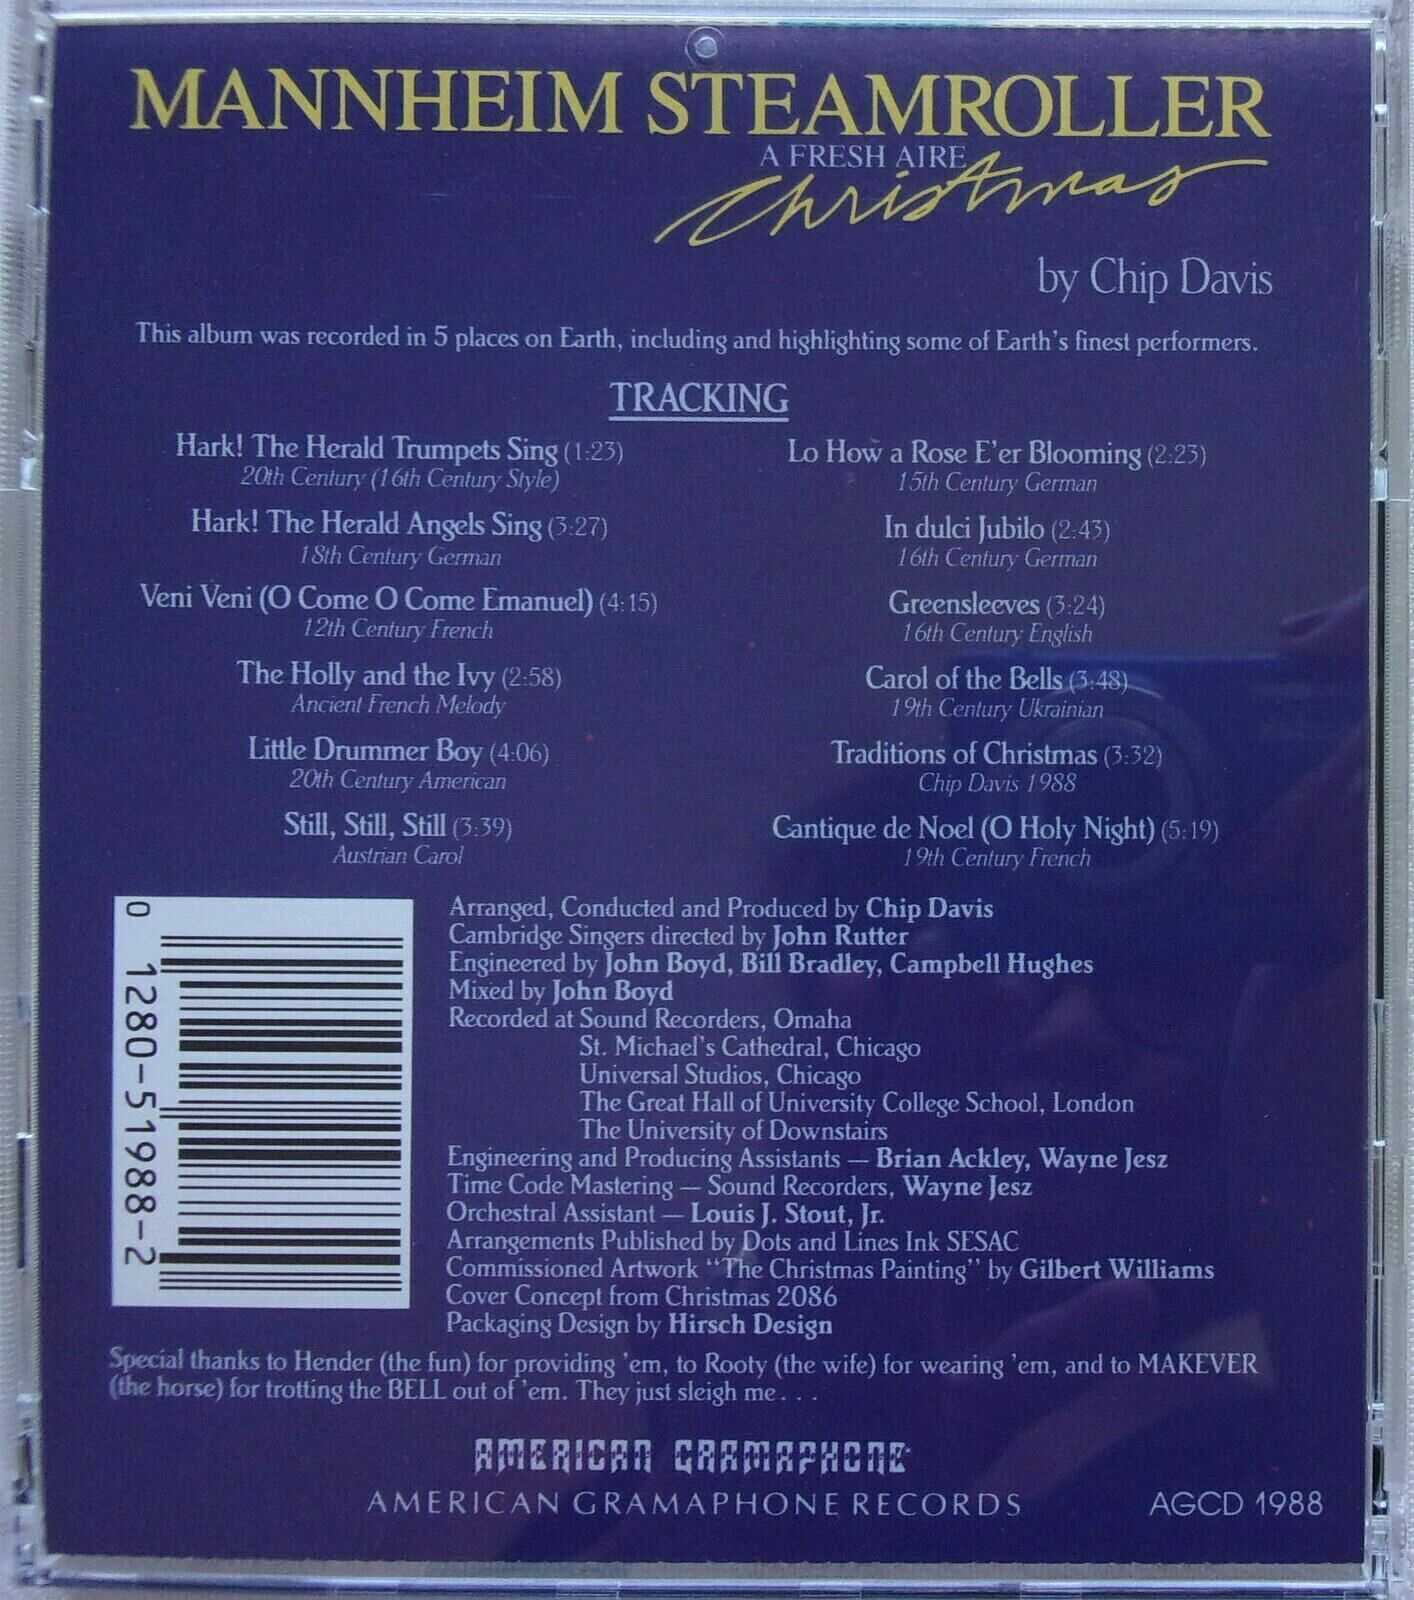 MANNHEIM STEAMROLLER
A FRESH AIRE
Christmas
by Chip Davis
This album was recorded in 5 places on Earth, including and highlighting some of Earth's finest performers.
TRACKING
Hark! The Herald Trumpets Sing (1:23)
20th Century (16th Century Style)
Hark! The Herald Angels Sing (3:27)
18th Century German
Veni Veni (O Come O Come Emanuel) (4:15)
12th Century French
The Holly and the Ivy (2:58)
Ancient French Melody
Little Drummer Boy (4:06)
20th Century American
Still, Still, Still (3:39)
Austrian Carol
Lo How a Rose E'er Blooming (2:23)
15th Century German
In dulci Jubilo (2:43)
16th Century German
Greensleeves (3:24)
16th Century English
Carol of the Bells (3:48)
19th Century Ukrainian
Traditions of Christmas (3:32)
Chip Davis 1988
Cantique de Noel (O Holy Night) (5:19)
19th Century French
0 1280-51988-2
Arranged, Conducted and Produced by Chip Davis
Cambridge Singers directed by John Rutter
Engineered by John Boyd, Bill Bradley, Campbell Hughes
Mixed by John Boyd
Recorded at Sound Recorders, Omaha
St. Michael's Cathedral, Chicago
Universal Studios, Chicago
The Great Hall of University College School, London
The University of Downstairs
Engineering and Producing Assistants — Brian Ackley, Wayne Jesz
Time Code Mastering — Sound Recorders, Wayne Jesz
Orchestral Assistant — Louis J. Stout, Jr.
Arrangements Published by Dots and Lines Ink SESAC
Commissioned Artwork "The Christmas Painting" by Gilbert Williams
Cover Concept from Christmas 2086
Packaging Design by Hirsch Design
Special thanks to Hender (the fun) for providing 'em, to Rooty (the wife) for wearing 'em, and to MAKEVER
(the horse) for trotting the BELL out of 'em. They just sleigh me . . .
AMERICAN GRAMAPHONE
AMERICAN GRAMAPHONE RECORDS
AGCD 1988